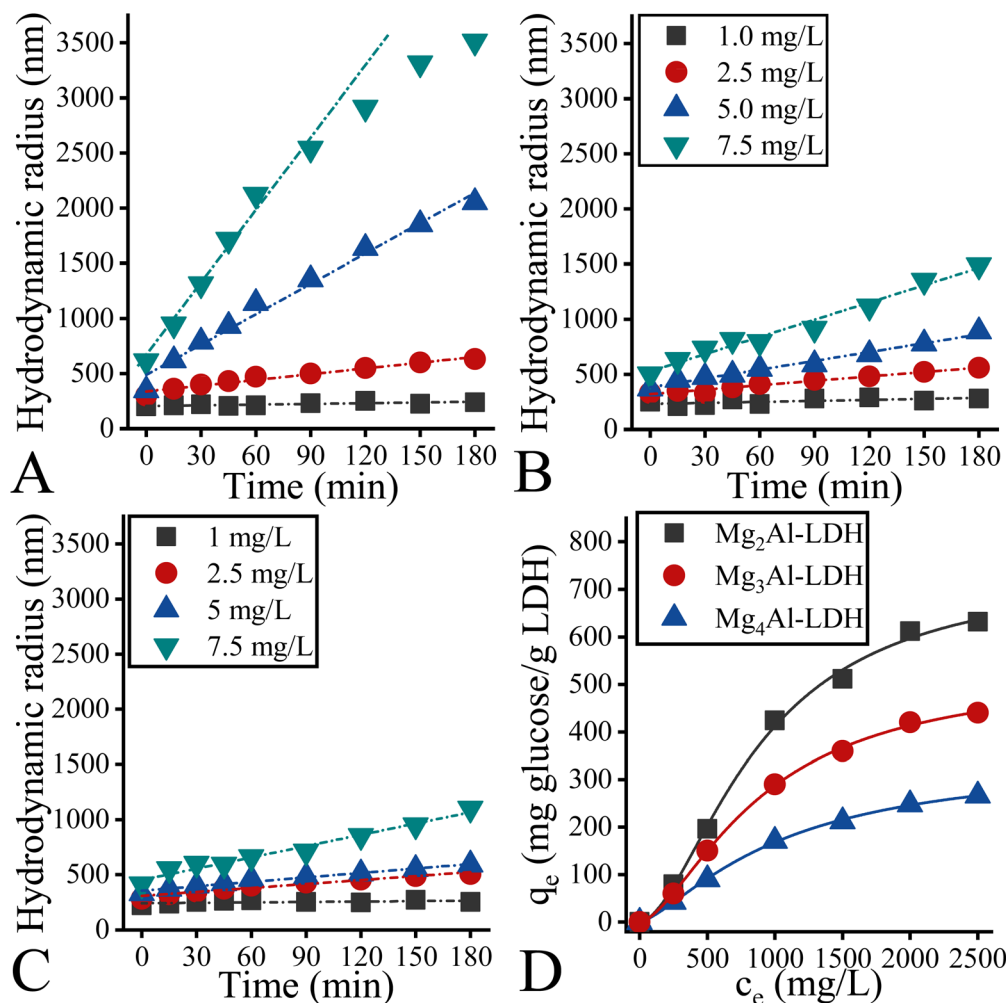 Hydrodynamic radius (nm)
3500
3000
2500
2000
1500
1000
500
0
0 30 60 90 120 150 180
Time (min)
A
Hydrodynamic radius (nm)
3500
3000
2500
2000
1500
1000
500
0
1.0 mg/L
2.5 mg/L
5.0 mg/L
7.5 mg/L
0 30 60 90 120 150 180
Time (min)
B
Hydrodynamic radius (nm)
3500
3000
2500
2000
1500
1000
500
0
1 mg/L
2.5 mg/L
5 mg/L
7.5 mg/L
0 30 60 90 120 150 180
Time (min)
C
qₑ (mg glucose/g LDH)
800
700
600
500
400
300
200
100
0
Mg₂Al-LDH
Mg₃Al-LDH
Mg₄Al-LDH
0 500 1000 1500 2000 2500
cₑ (mg/L)
D